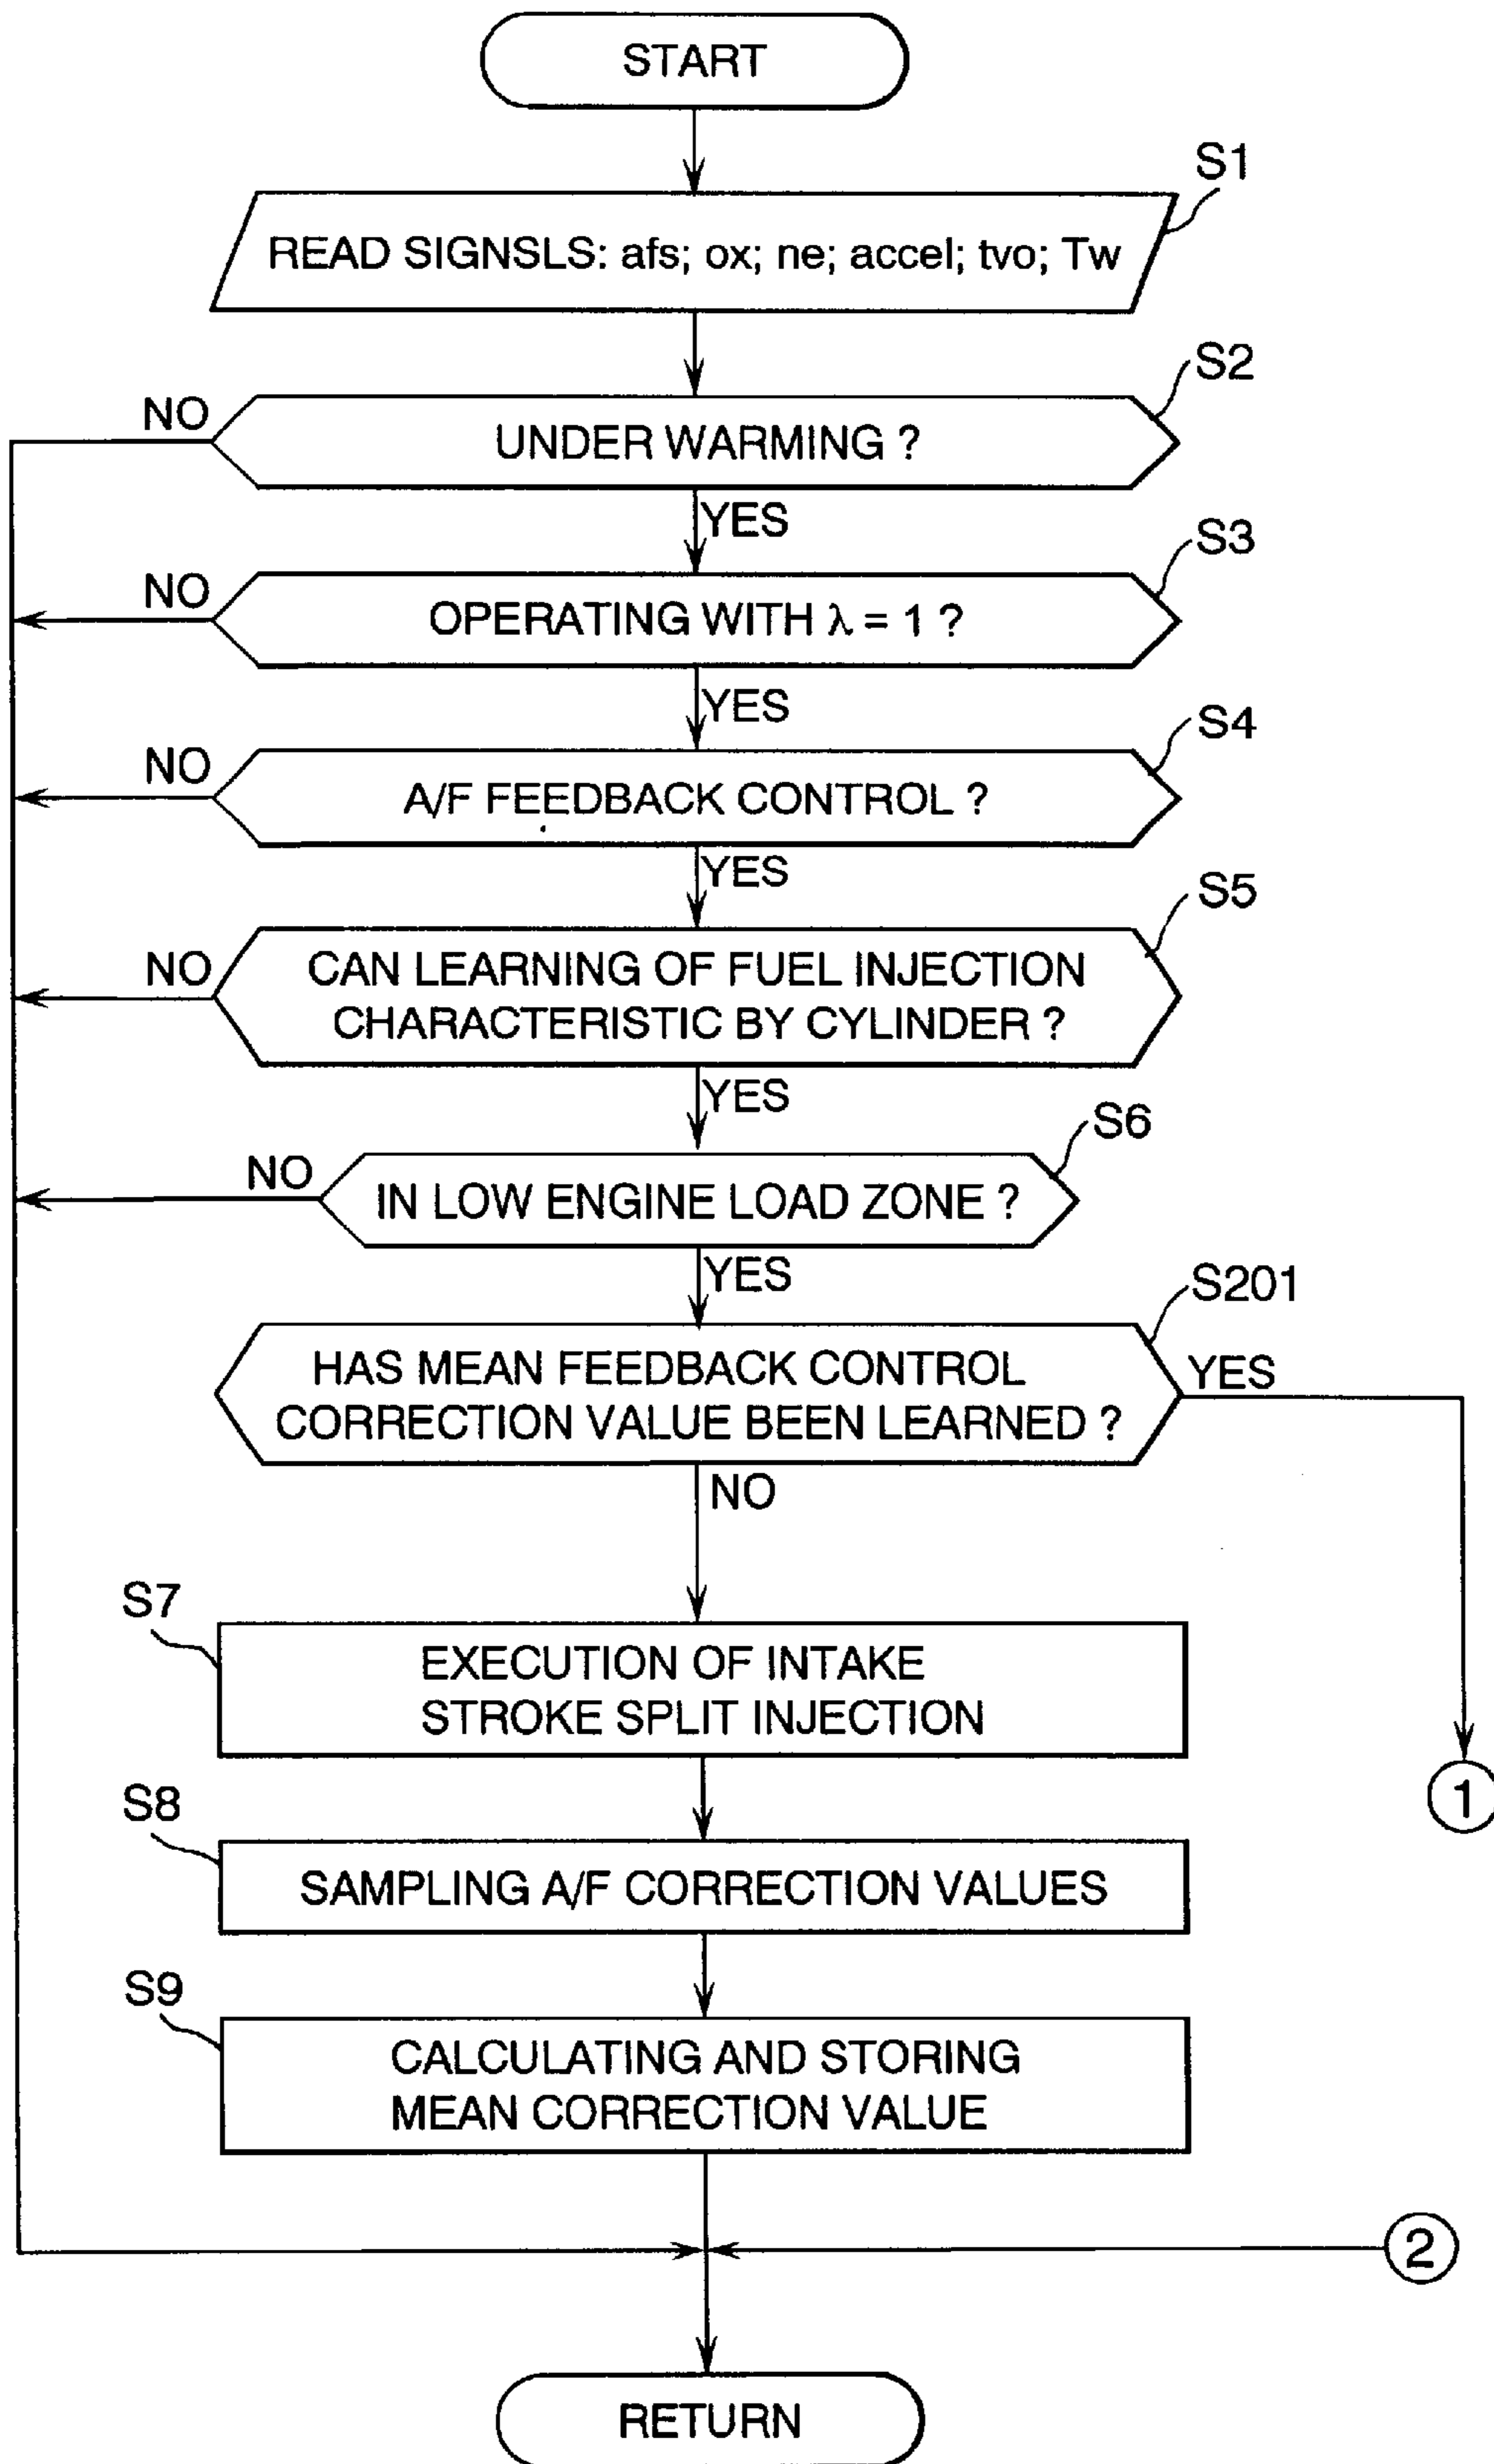 START
S1
READ SIGNSLS: afs; ox; ne; accel; tvo; Tw
S2
NO
UNDER WARMING ?
YES
S3
NO
OPERATING WITH λ = 1 ?
YES
S4
NO
A/F FEEDBACK CONTROL ?
YES
S5
NO
CAN LEARNING OF FUEL INJECTION
CHARACTERISTIC BY CYLINDER ?
YES
S6
NO
IN LOW ENGINE LOAD ZONE ?
YES
S201
HAS MEAN FEEDBACK CONTROL
CORRECTION VALUE BEEN LEARNED ?
YES
NO
S7
EXECUTION OF INTAKE
STROKE SPLIT INJECTION
1
S8
SAMPLING A/F CORRECTION VALUES
S9
CALCULATING AND STORING
MEAN CORRECTION VALUE
2
RETURN